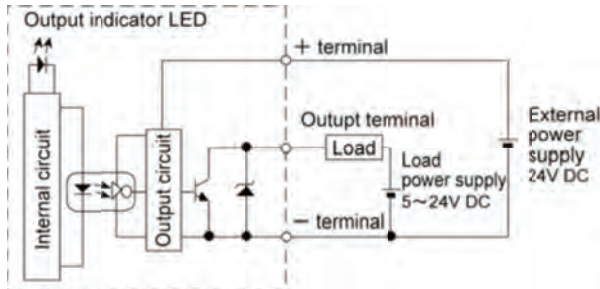 Output indicator LED
+ terminal
Outupt terminal
Load
Load
power supply
5～24V DC
External
power
supply
24V DC
− terminal
Internal circuit
Output circuit